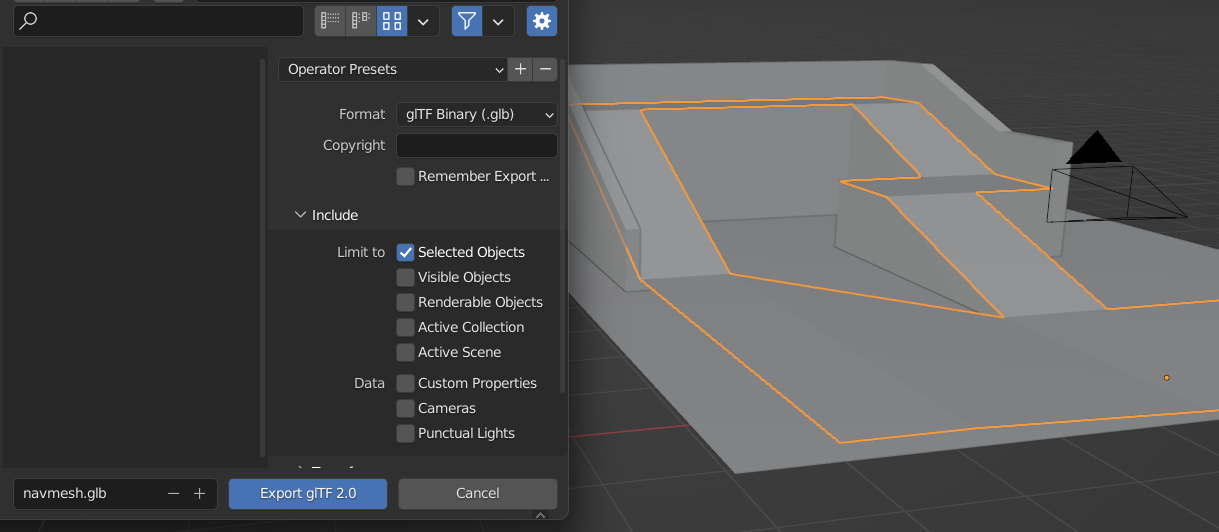 Operator Presets
Format glTF Binary (.glb)
Copyright
Remember Export ...
Include
Limit to Selected Objects
Visible Objects
Renderable Objects
Active Collection
Active Scene
Data Custom Properties
Cameras
Punctual Lights
navmesh.glb
Export glTF 2.0
Cancel